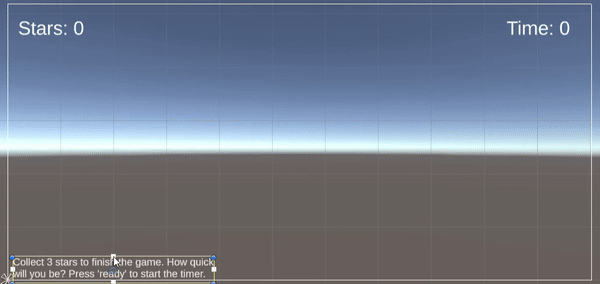 Stars: 0
Time: 0
Collect 3 stars to finish the game. How quick
will you be? Press 'ready' to start the timer.